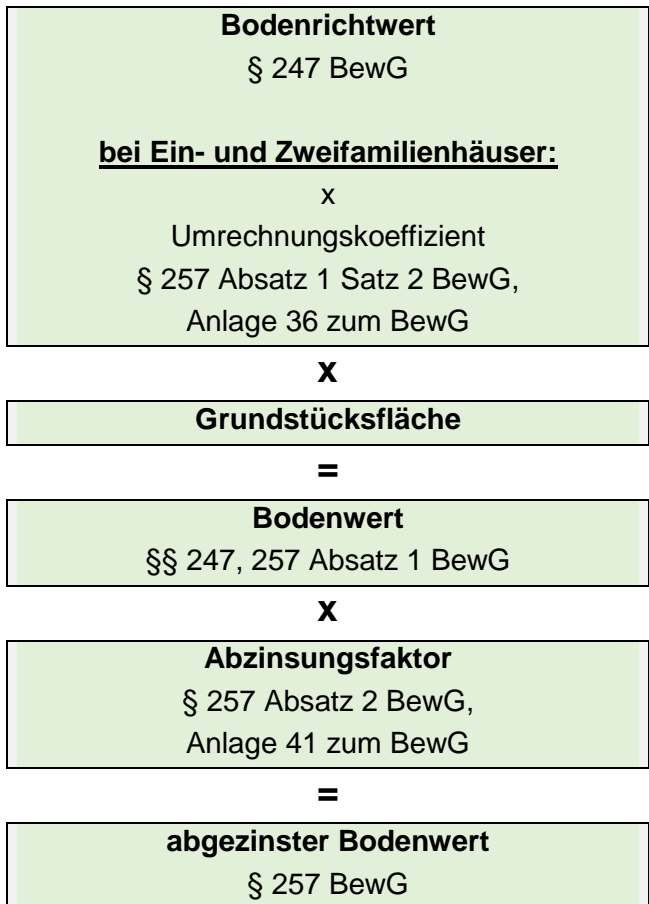 Bodenrichtwert
§ 247 BewG
bei Ein- und Zweifamilienhäuser:
x
Umrechnungskoeffizient
§ 257 Absatz 1 Satz 2 BewG,
Anlage 36 zum BewG
x
Grundstücksfläche
=
Bodenwert
§§ 247, 257 Absatz 1 BewG
x
Abzinsungsfaktor
§ 257 Absatz 2 BewG,
Anlage 41 zum BewG
=
abgezinster Bodenwert
§ 257 BewG